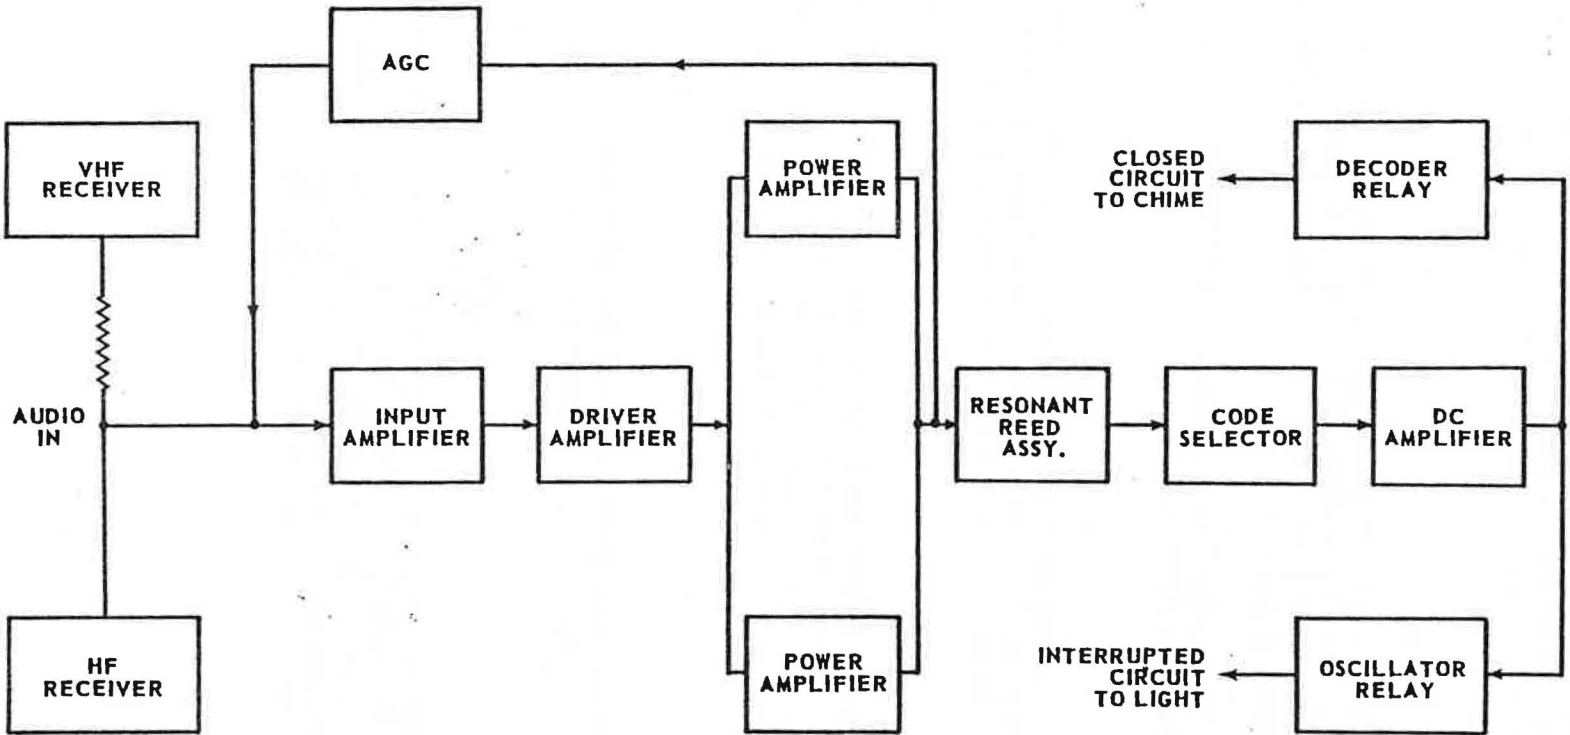 AGC
VHF
RECEIVER
POWER
AMPLIFIER
CLOSED
CIRCUIT
TO CHIME
DECODER
RELAY
AUDIO
IN
INPUT
AMPLIFIER
DRIVER
AMPLIFIER
RESONANT
REED
ASSY.
CODE
SELECTOR
DC
AMPLIFIER
HF
RECEIVER
POWER
AMPLIFIER
INTERRUPTED
CIRCUIT
TO LIGHT
OSCILLATOR
RELAY